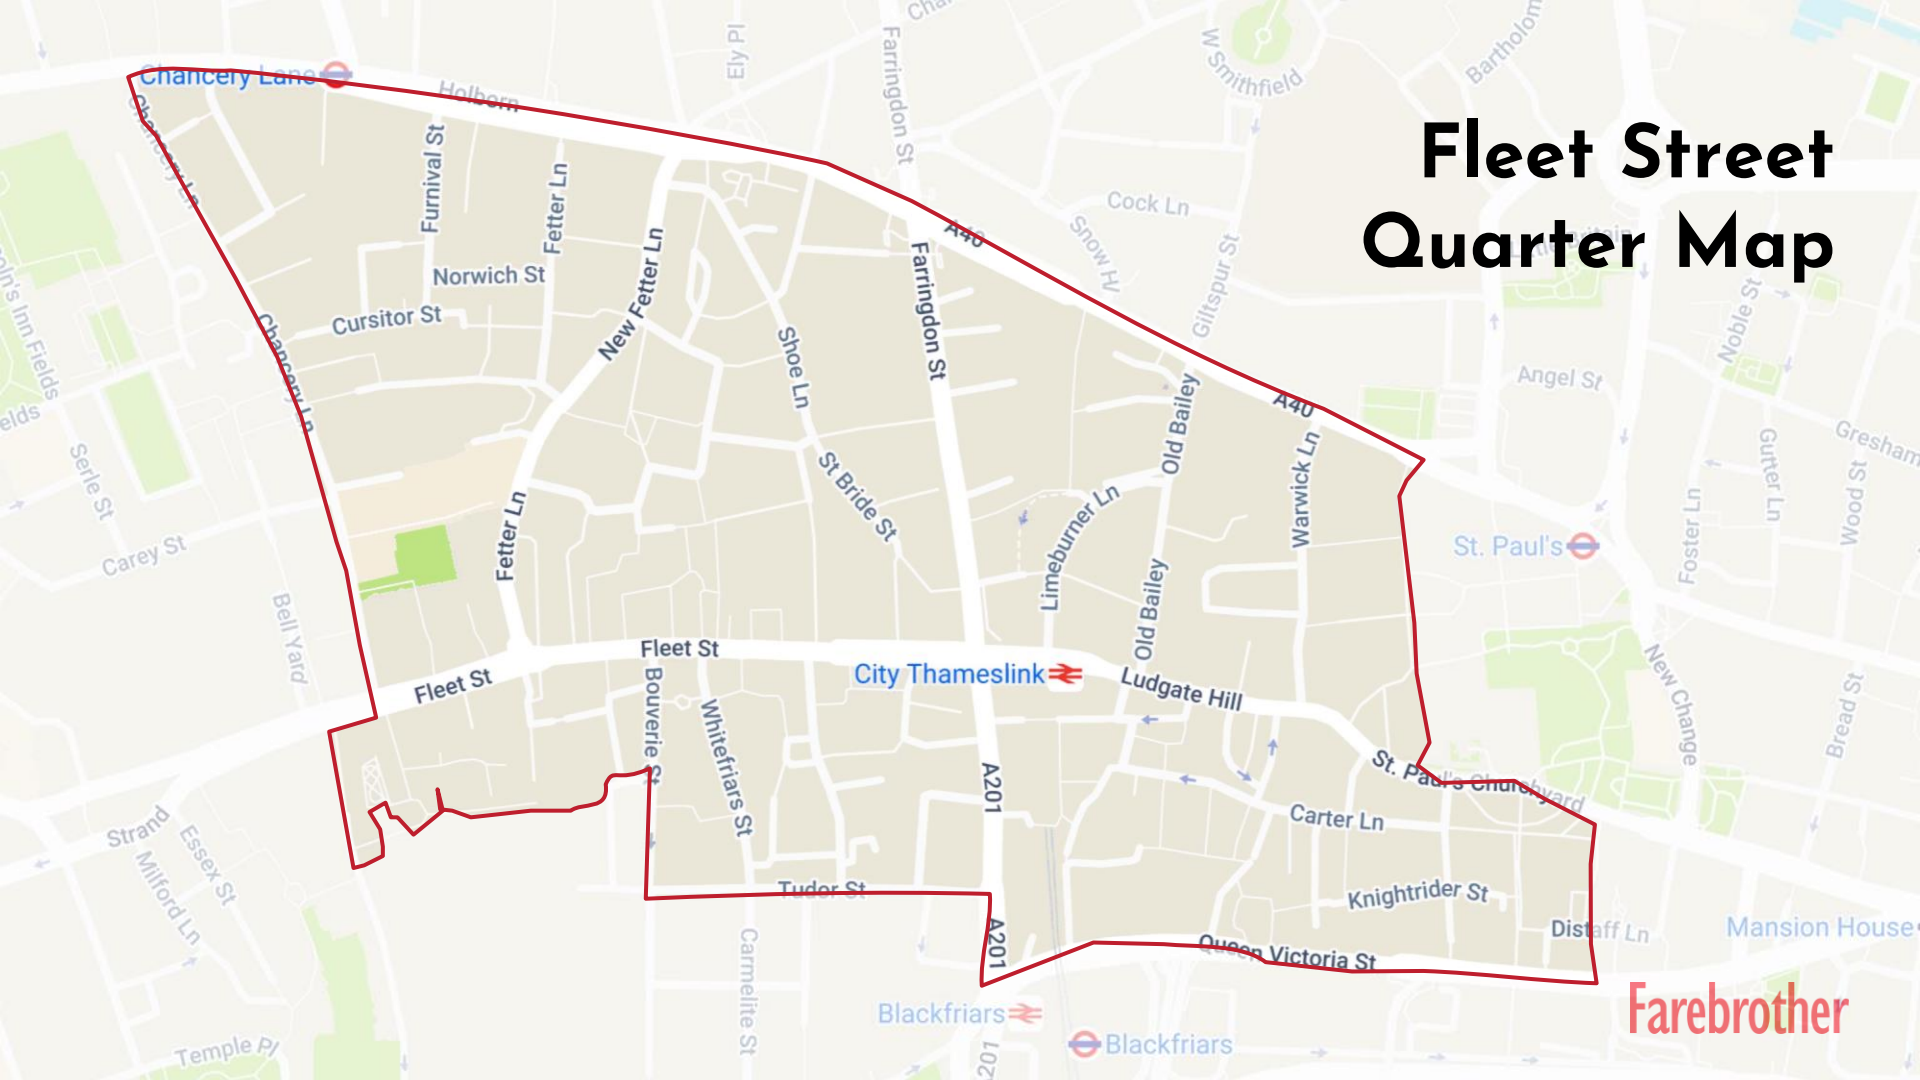 Fleet Street
Quarter Map
Chancery Lane
Holborn
Ely Pl
Farringdon St
W Smithfield
Chancery Ln
Furnival St
Fetter Ln
Cock Ln
Snow Hl
Giltspur St
A40
Noble St
Norwich St
New Fetter Ln
Farringdon St
Cursitor St
Chancery Ln
Shoe Ln
Angel St
A40
Old Bailey
Warwick Ln
Gutter Ln
Gresham
Wood St
Serle St
St Bride St
Limeburner Ln
Fetter Ln
Carey St
St. Paul's
Foster Ln
Bell Yard
Old Bailey
Fleet St
Fleet St
City Thameslink
Ludgate Hill
New Change
Bread St
Bouverie St
Whitefriars St
A201
St. Paul's Churchyard
Carter Ln
Strand
Essex St
Milford Ln
Tudor St
Knightrider St
Distaff Ln
Mansion House
A201
Queen Victoria St
Carmelite St
Blackfriars
Blackfriars
Temple Pl
Farebrother